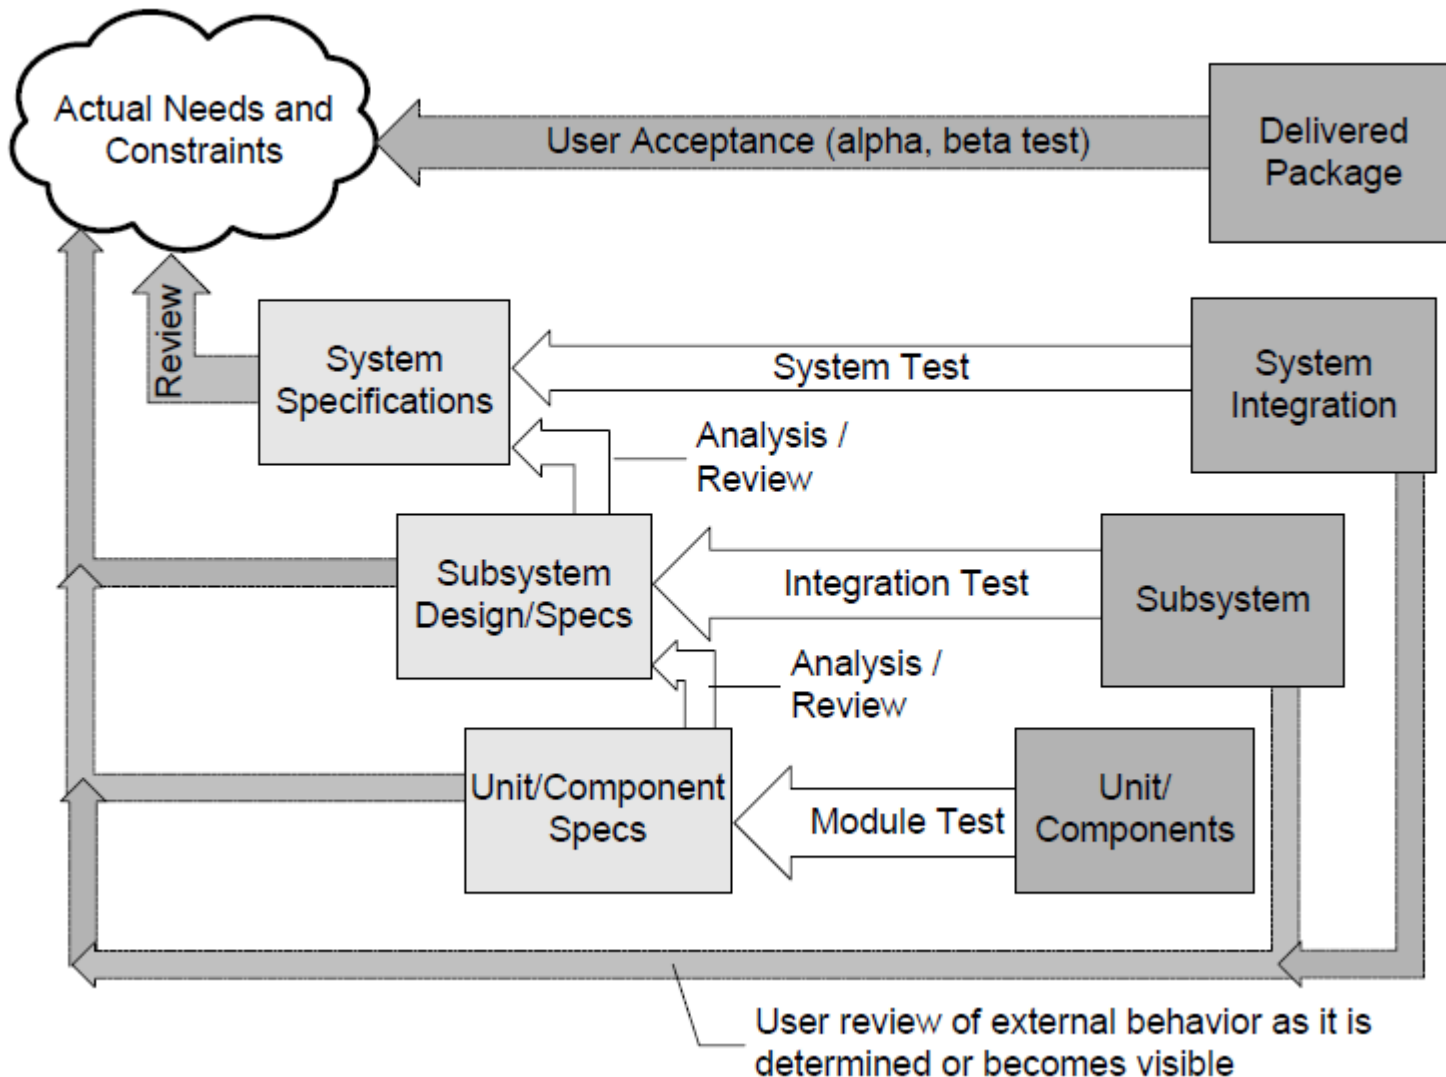 Actual Needs and
Constraints
User Acceptance (alpha, beta test)
Delivered
Package
Review
System
Specifications
System Test
System
Integration
Analysis /
Review
Subsystem
Design/Specs
Integration Test
Subsystem
Analysis /
Review
Unit/Component
Specs
Module Test
Unit/
Components
User review of external behavior as it is
determined or becomes visible